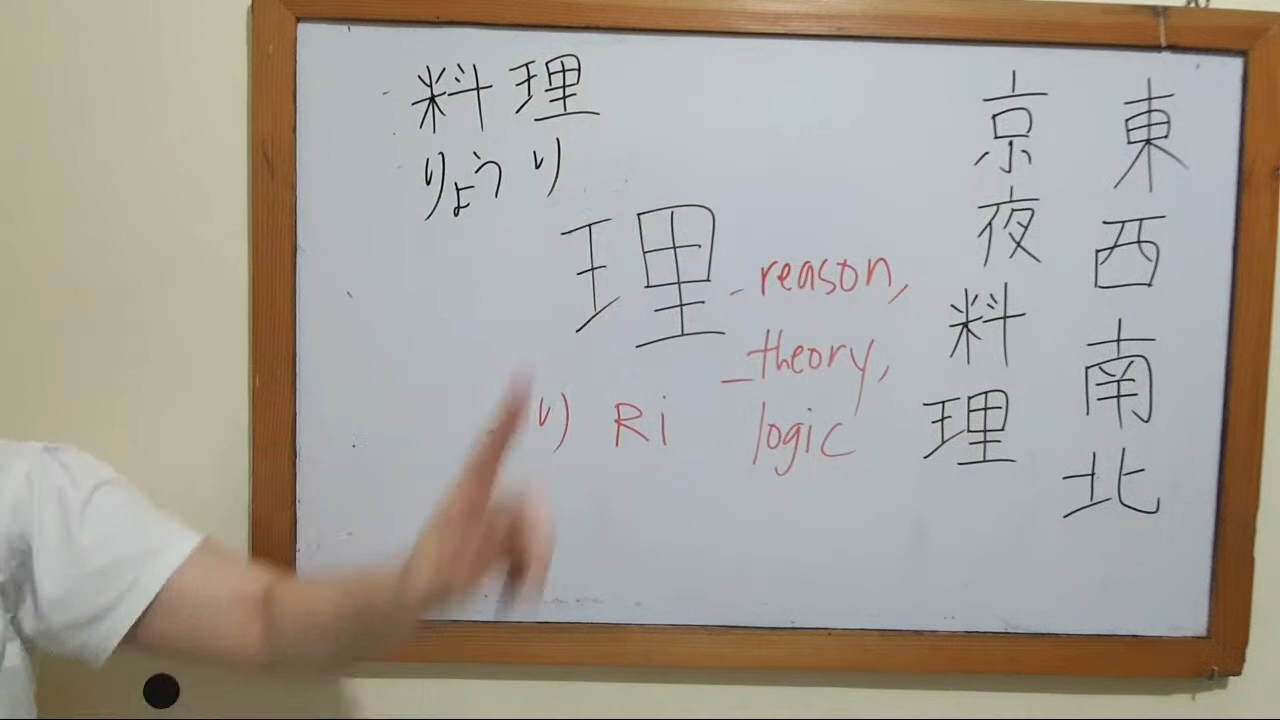 料理
りょうり
理
reason,
theory,
り Ri
logic
東西南北
京夜料理